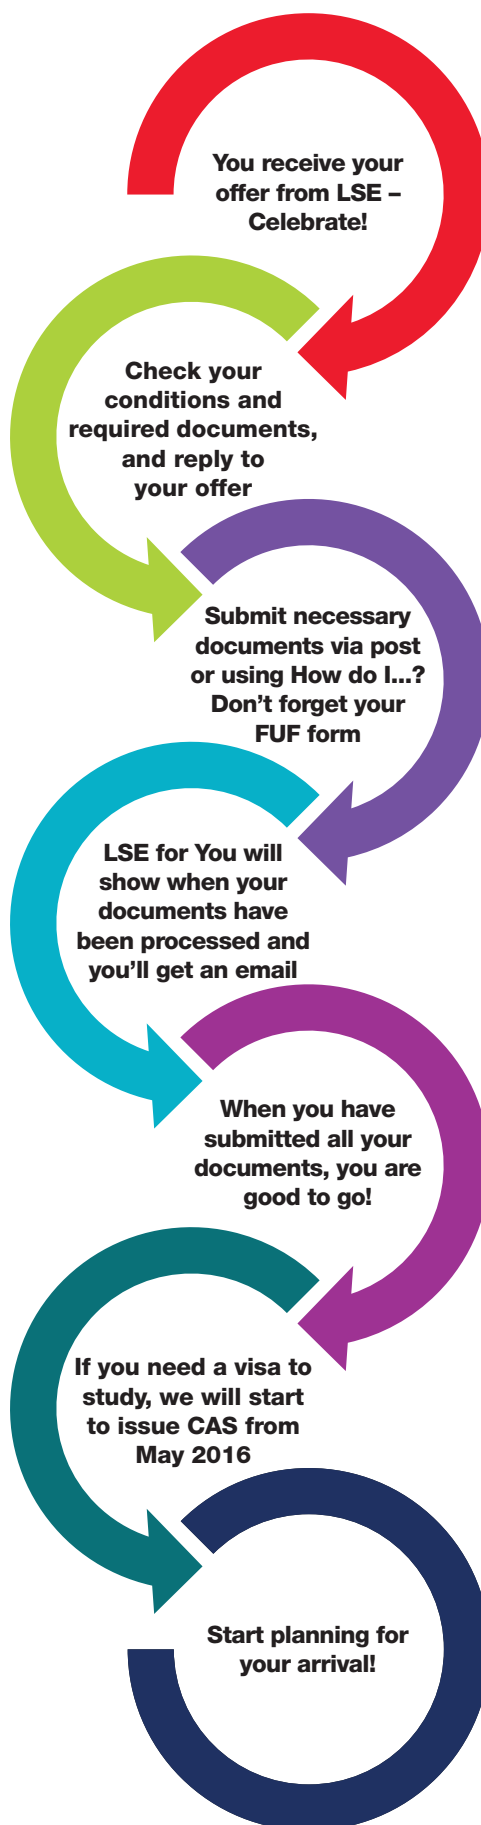 You receive your
offer from LSE –
Celebrate!
Check your
conditions and
required documents,
and reply to
your offer
Submit necessary
documents via post
or using How do I...?
Don’t forget your
FUF form
LSE for You will
show when your
documents have
been processed and
you’ll get an email
When you have
submitted all your
documents, you are
good to go!
If you need a visa to
study, we will start
to issue CAS from
May 2016
Start planning for
your arrival!